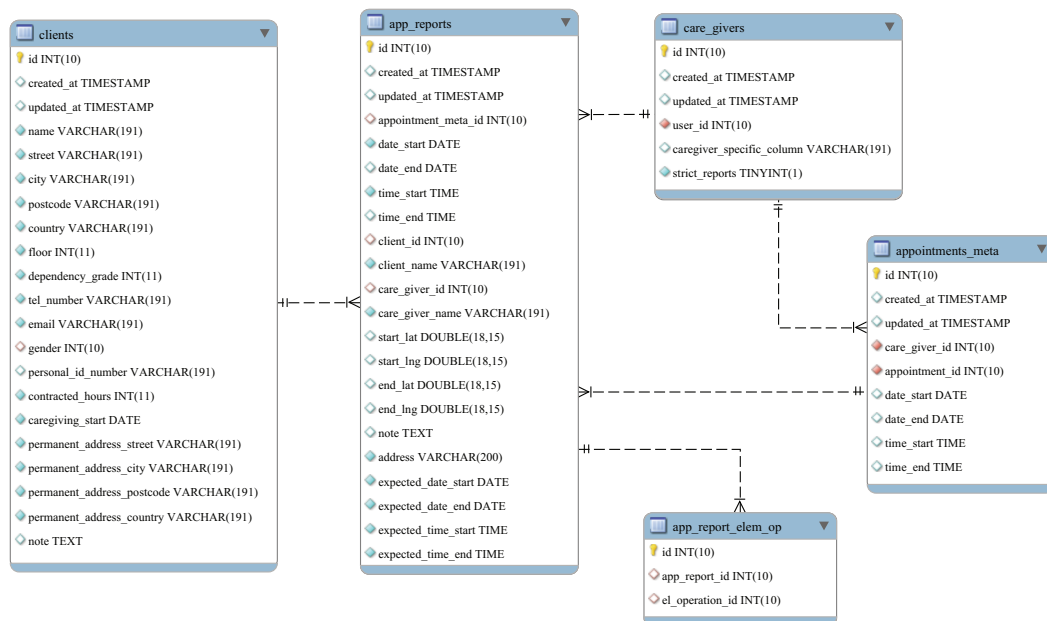 clients
id INT(10)
created_at TIMESTAMP
updated_at TIMESTAMP
name VARCHAR(191)
street VARCHAR(191)
city VARCHAR(191)
postcode VARCHAR(191)
country VARCHAR(191)
floor INT(11)
dependency_grade INT(11)
tel_number VARCHAR(191)
email VARCHAR(191)
gender INT(10)
personal_id_number VARCHAR(191)
contracted_hours INT(11)
caregiving_start DATE
permanent_address_street VARCHAR(191)
permanent_address_city VARCHAR(191)
permanent_address_postcode VARCHAR(191)
permanent_address_country VARCHAR(191)
note TEXT
app_reports
id INT(10)
created_at TIMESTAMP
updated_at TIMESTAMP
appointment_meta_id INT(10)
date_start DATE
date_end DATE
time_start TIME
time_end TIME
client_id INT(10)
client_name VARCHAR(191)
care_giver_id INT(10)
care_giver_name VARCHAR(191)
start_lat DOUBLE(18,15)
start_lng DOUBLE(18,15)
end_lat DOUBLE(18,15)
end_lng DOUBLE(18,15)
note TEXT
address VARCHAR(200)
expected_date_start DATE
expected_date_end DATE
expected_time_start TIME
expected_time_end TIME
care_givers
id INT(10)
created_at TIMESTAMP
updated_at TIMESTAMP
user_id INT(10)
caregiver_specific_column VARCHAR(191)
strict_reports TINYINT(1)
appointments_meta
id INT(10)
created_at TIMESTAMP
updated_at TIMESTAMP
care_giver_id INT(10)
appointment_id INT(10)
date_start DATE
date_end DATE
time_start TIME
time_end TIME
app_report_elem_op
id INT(10)
app_report_id INT(10)
el_operation_id INT(10)